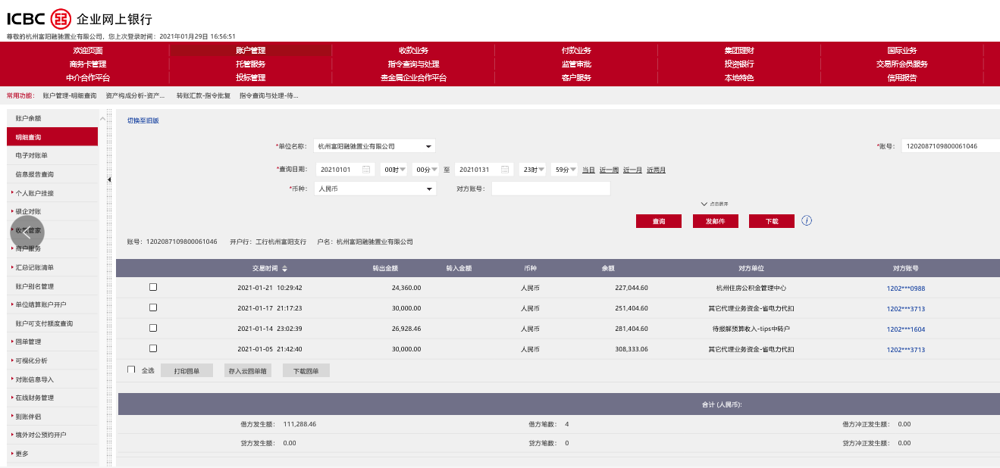 ICBC 企业网上银行
尊敬的杭州富阳融驰置业有限公司，您上次登录时间：2021年01月29日 16:56:51
欢迎页面 账户管理 收款业务 付款业务 集团理财 国际业务
商务卡管理 托管服务 指令查询与处理 监管审批 投资银行 交易所会员服务
中介合作平台 投标管理 贵金属企业合作平台 客户服务 本地特色 信用报告
常用功能： 账户管理-明细查询 资产构成分析-资产... 转账汇款-指令批复 指令查询与处理-待...
账户余额
明细查询
电子对账单
信息报告查询
个人账户挂接
银企对账
收款管家
商户服务
汇总记账清单
账户别名管理
单位结算账户开户
账户可支付额度查询
回单管理
可视化分析
对账信息导入
在线财务管理
到账伴侣
境外对公预约开户
更多
切换至旧版
*单位名称： 杭州富阳融驰置业有限公司 *账号： 1202087109800061046
*查询日期： 20210101 00时 00分 至 20210131 23时 59分 当日 近一周 近一月 近两月
*币种： 人民币 对方账号：
点击展开
查询 发邮件 下载 i
账号：1202087109800061046 开户行：工行杭州富阳支行 户名：杭州富阳融驰置业有限公司
交易时间 转出金额 转入金额 币种 余额 对方单位 对方账号
2021-01-21 10:29:42 24,360.00 人民币 227,044.60 杭州住房公积金管理中心 1202***0988
2021-01-17 21:17:23 30,000.00 人民币 251,404.60 其它代理业务资金-省电力代扣 1202***3713
2021-01-14 23:02:39 26,928.46 人民币 281,404.60 待报解预算收入-tips中转户 1202***1604
2021-01-05 21:42:40 30,000.00 人民币 308,333.06 其它代理业务资金-省电力代扣 1202***3713
全选 打印回单 存入云回单箱 下载回单
合计 (人民币):
借方发生额： 111,288.46 借方笔数： 4 借方冲正发生额： 0.00
贷方发生额： 0.00 贷方笔数： 0 贷方冲正发生额： 0.00